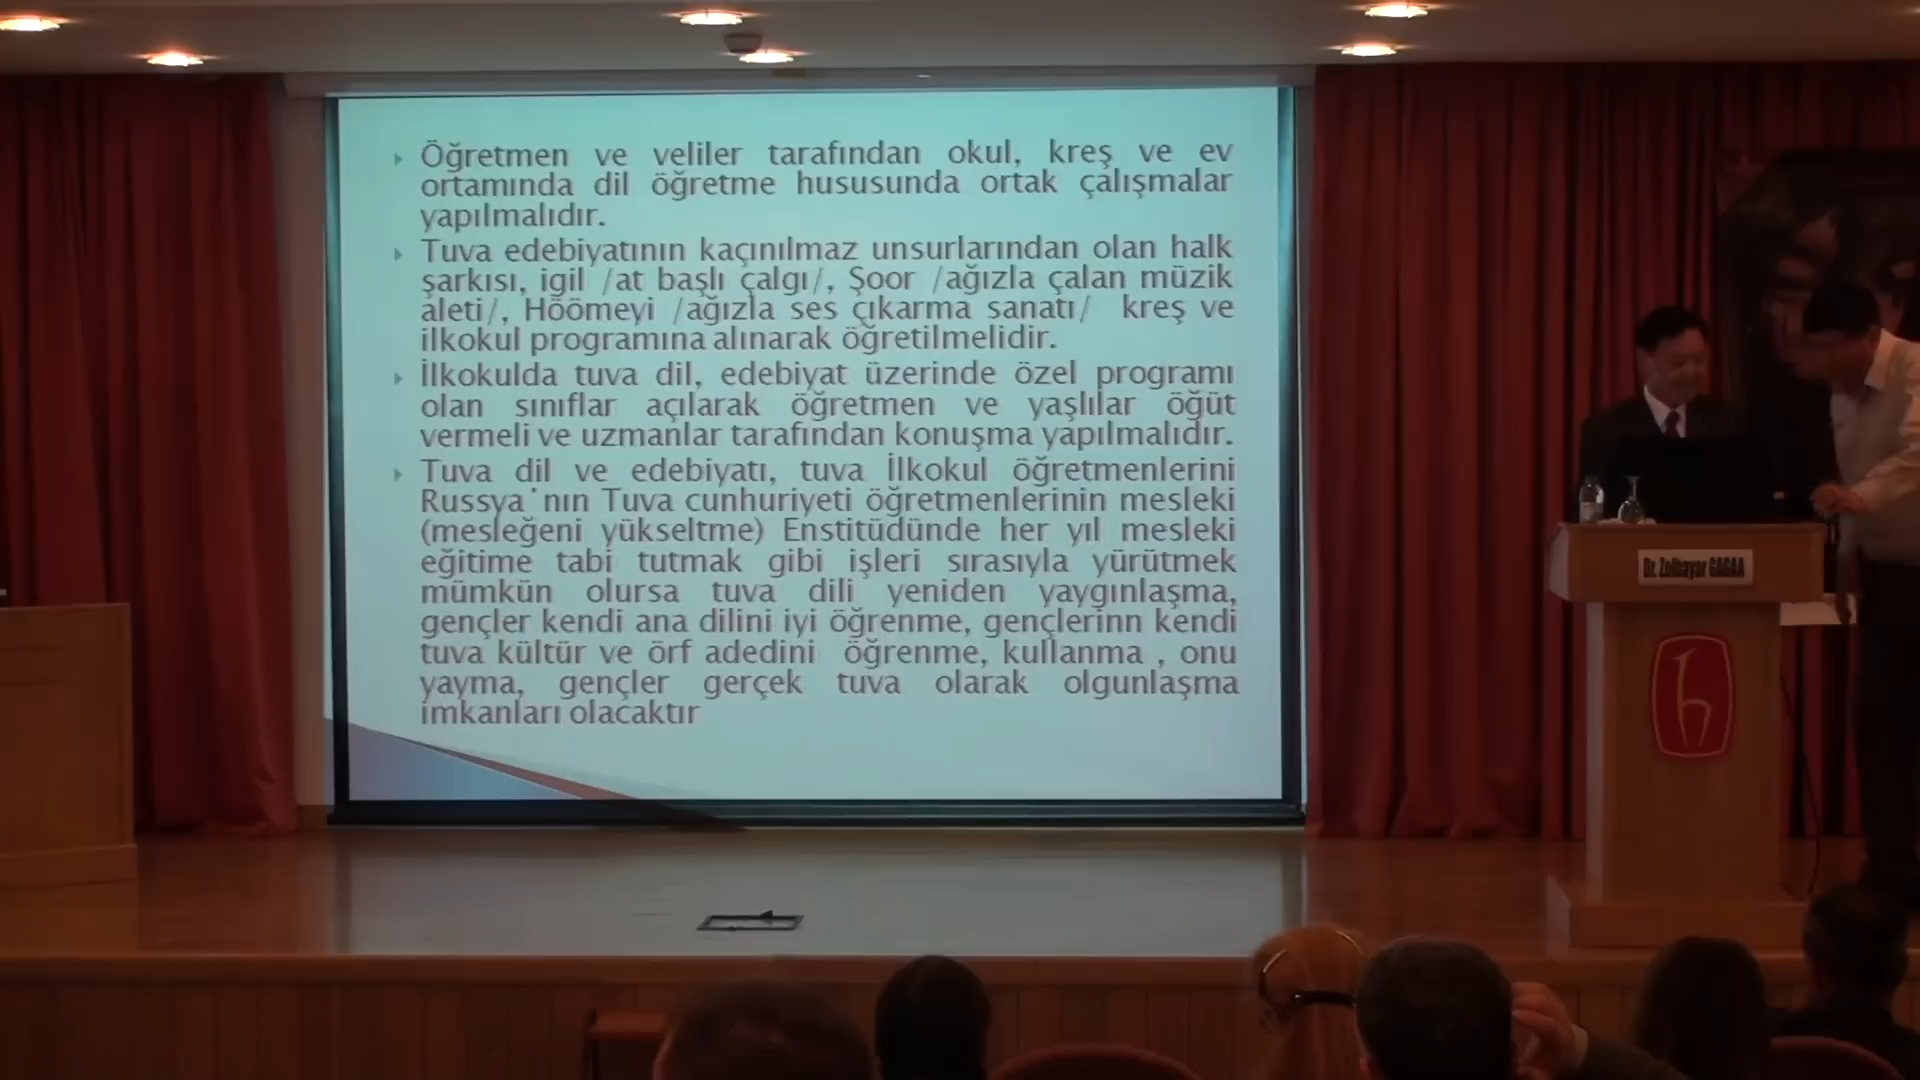 Öğretmen ve veliler tarafından okul, kreş ve ev
ortamında dil öğretme hususunda ortak çalışmalar
yapılmalıdır.
Tuva edebiyatının kaçınılmaz unsurlarından olan halk
şarkısı, igil /at başlı çalgı/, Şoor /ağızla çalan müzik
aleti/, Höömeyi /ağızla ses çıkarma sanatı/ kreş ve
ilkokul programına alınarak öğretilmelidir.
İlkokulda tuva dil, edebiyat üzerinde özel programı
olan sınıflar açılarak öğretmen ve yaşlılar öğüt
vermeli ve uzmanlar tarafından konuşma yapılmalıdır.
Tuva dil ve edebiyatı, tuva İlkokul öğretmenlerini
Russya'nın Tuva cunhuriyeti öğretmenlerinin mesleki
(mesleğeni yükseltme) Enstitüdünde her yıl mesleki
eğitime tabi tutmak gibi işleri sırasıyla yürütmek
mümkün olursa tuva dili yeniden yaygınlaşma,
gençler kendi ana dilini iyi öğrenme, gençlerinn kendi
tuva kültür ve örf adedini öğrenme, kullanma , onu
yayma, gençler gerçek tuva olarak olgunlaşma
imkanları olacaktır
Dr. Zolbayar GAGAA